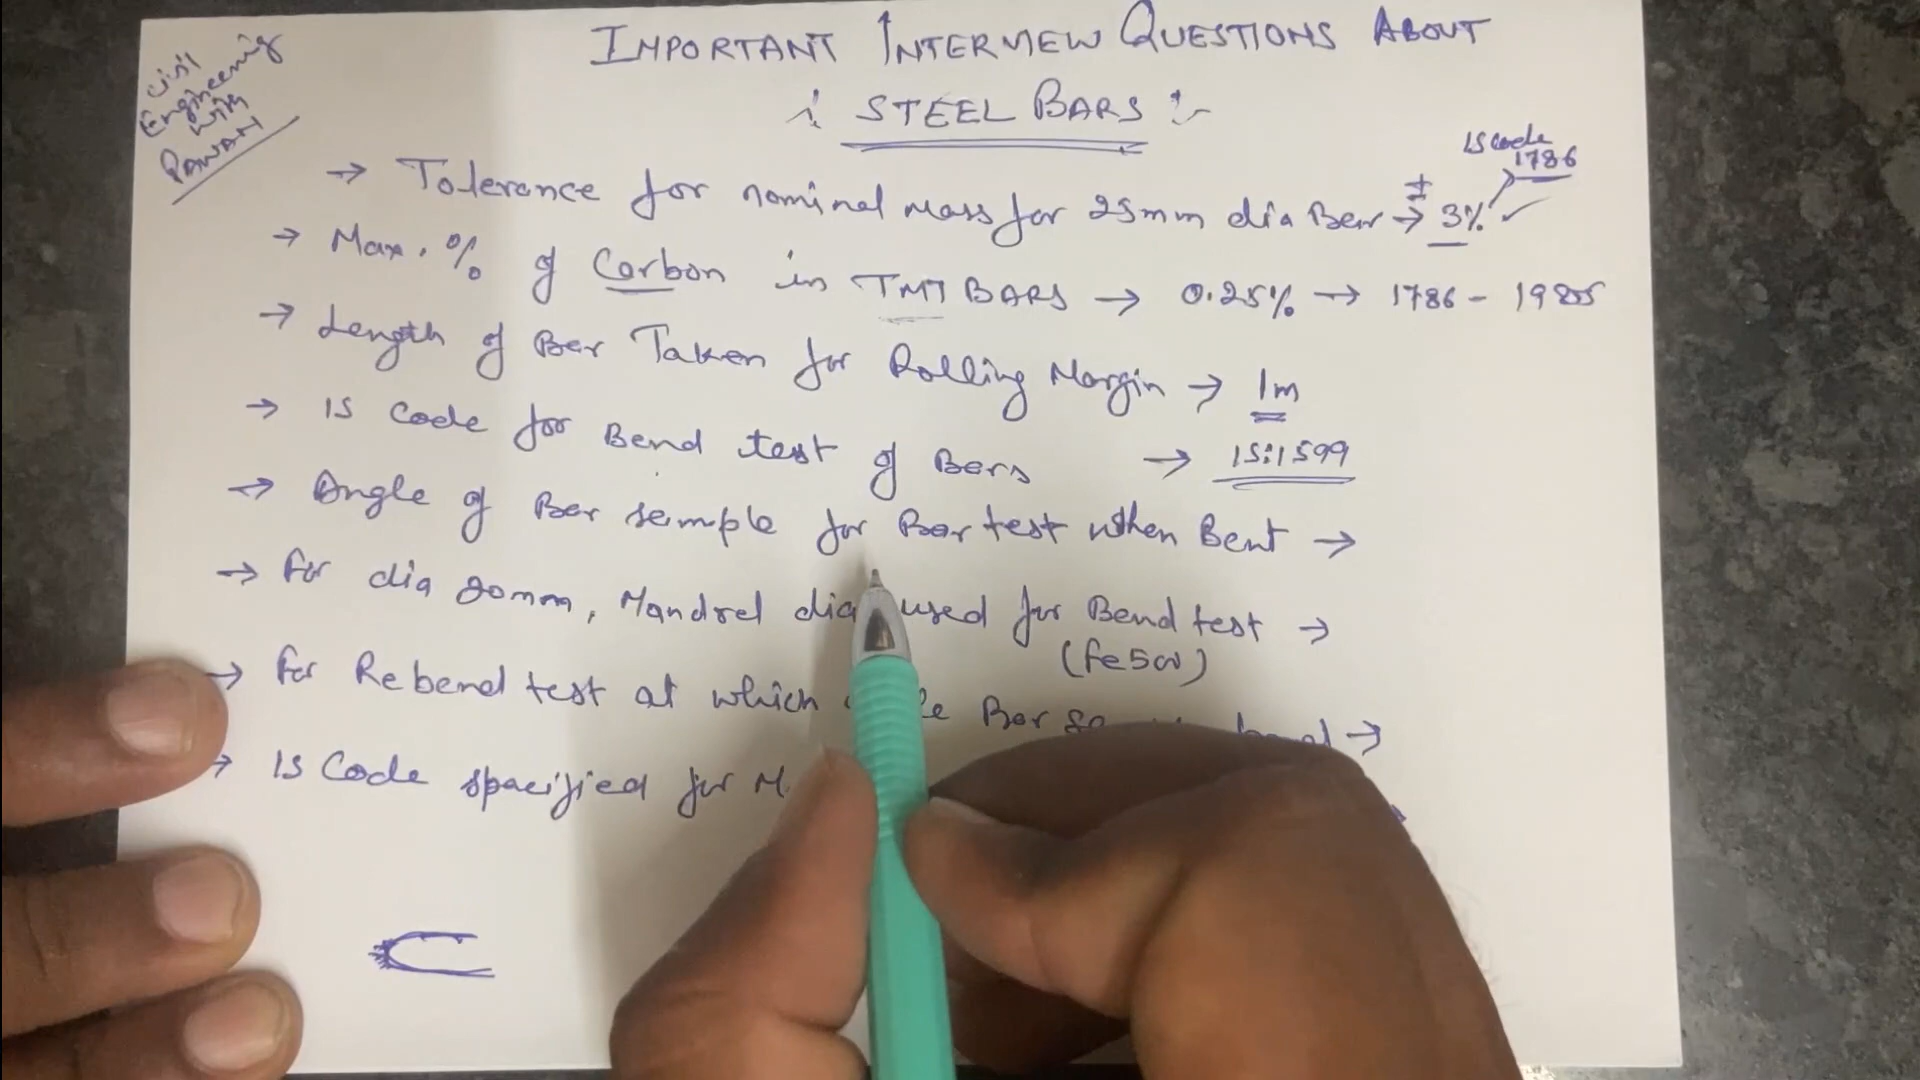 Civil
Engineering
with
PAWAN
IMPORTANT INTERVIEW QUESTIONS ABOUT
STEEL BARS :-
IS code
1786
→ Tolerance for nominal mass for 25mm dia Bar → ± 3% ✓
→ Max. % of Carbon in TMT BARS → 0.25% → 1786 - 1985
→ Length of Bar Taken for Rolling Margin → 1m
→ IS Code for Bend test of Bars → IS:1599
→ Angle of Bar sample for Bar test when Bent →
→ for dia 20mm, Mandrel dia used for Bend test →
(fe500)
→ for Rebend test at which Bar →
→ IS Code specified for M